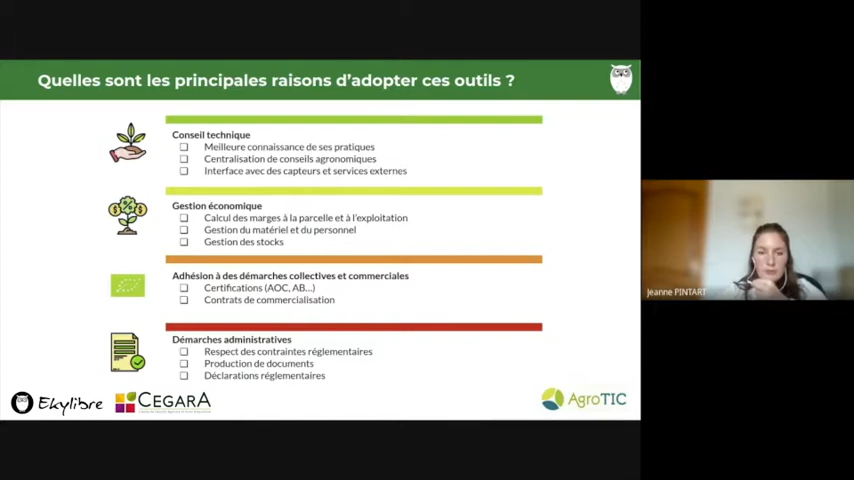 Quelles sont les principales raisons d'adopter ces outils ?
Conseil technique
Meilleure connaissance de ses pratiques
Centralisation de conseils agronomiques
Interface avec des capteurs et services externes
Gestion économique
Calcul des marges à la parcelle et à l'exploitation
Gestion du matériel et du personnel
Gestion des stocks
Adhésion à des démarches collectives et commerciales
Certifications (AOC, AB...)
Contrats de commercialisation
Démarches administratives
Respect des contraintes réglementaires
Production de documents
Déclarations réglementaires
Ekylibre
CEGARA
AgroTIC
Jeanne PINTART